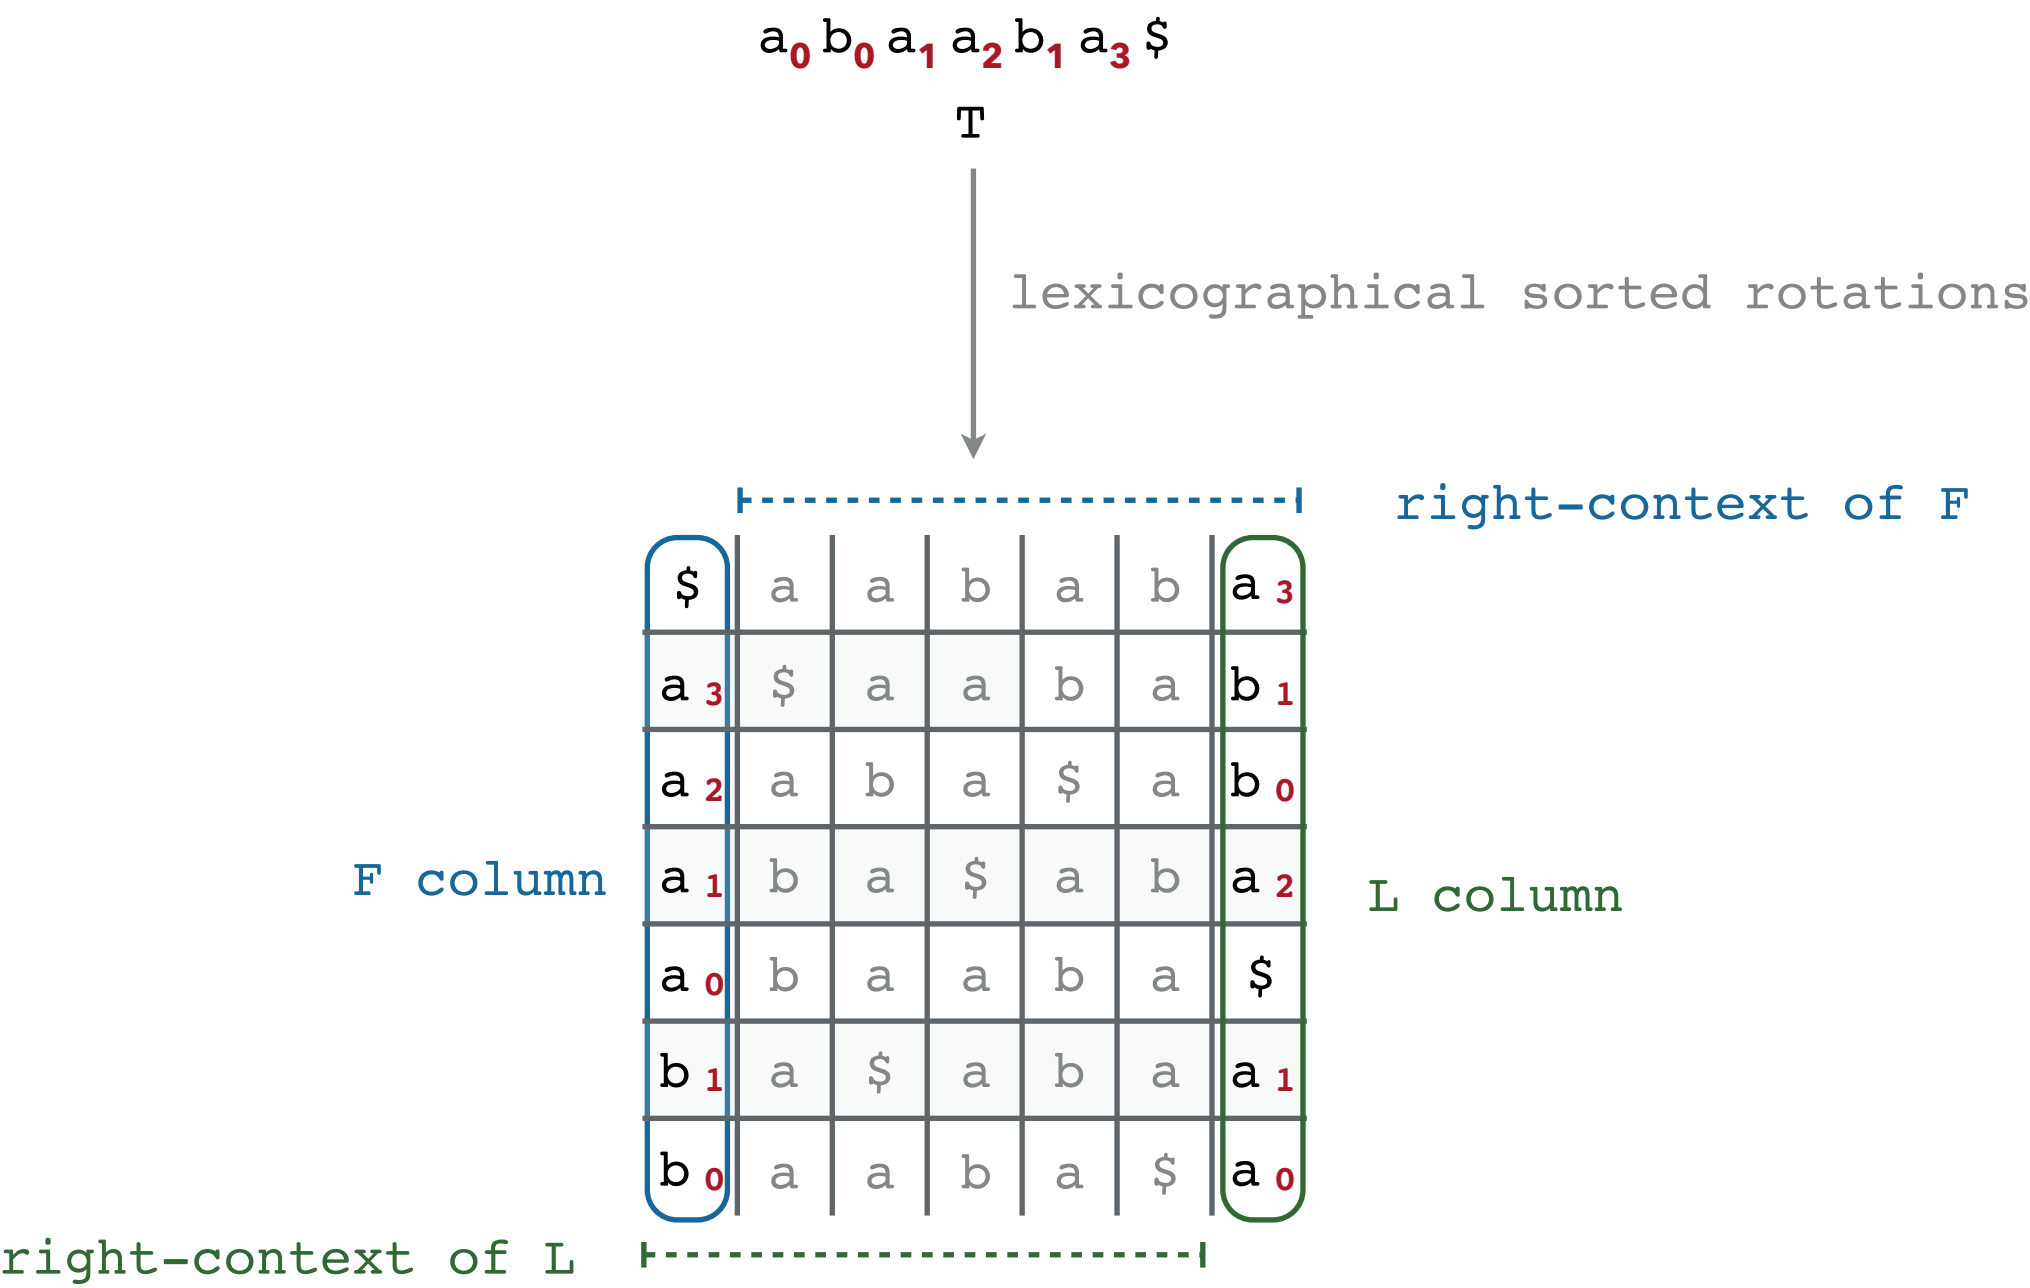 a0 b0 a1 a2 b1 a3 $
T
lexicographical sorted rotations
right-context of F
$ a a b a b a3
a3 $ a a b a b1
a2 a b a $ a b0
F column
a1 b a $ a b a2
L column
a0 b a a b a $
b1 a $ a b a a1
b0 a a b a $ a0
right-context of L